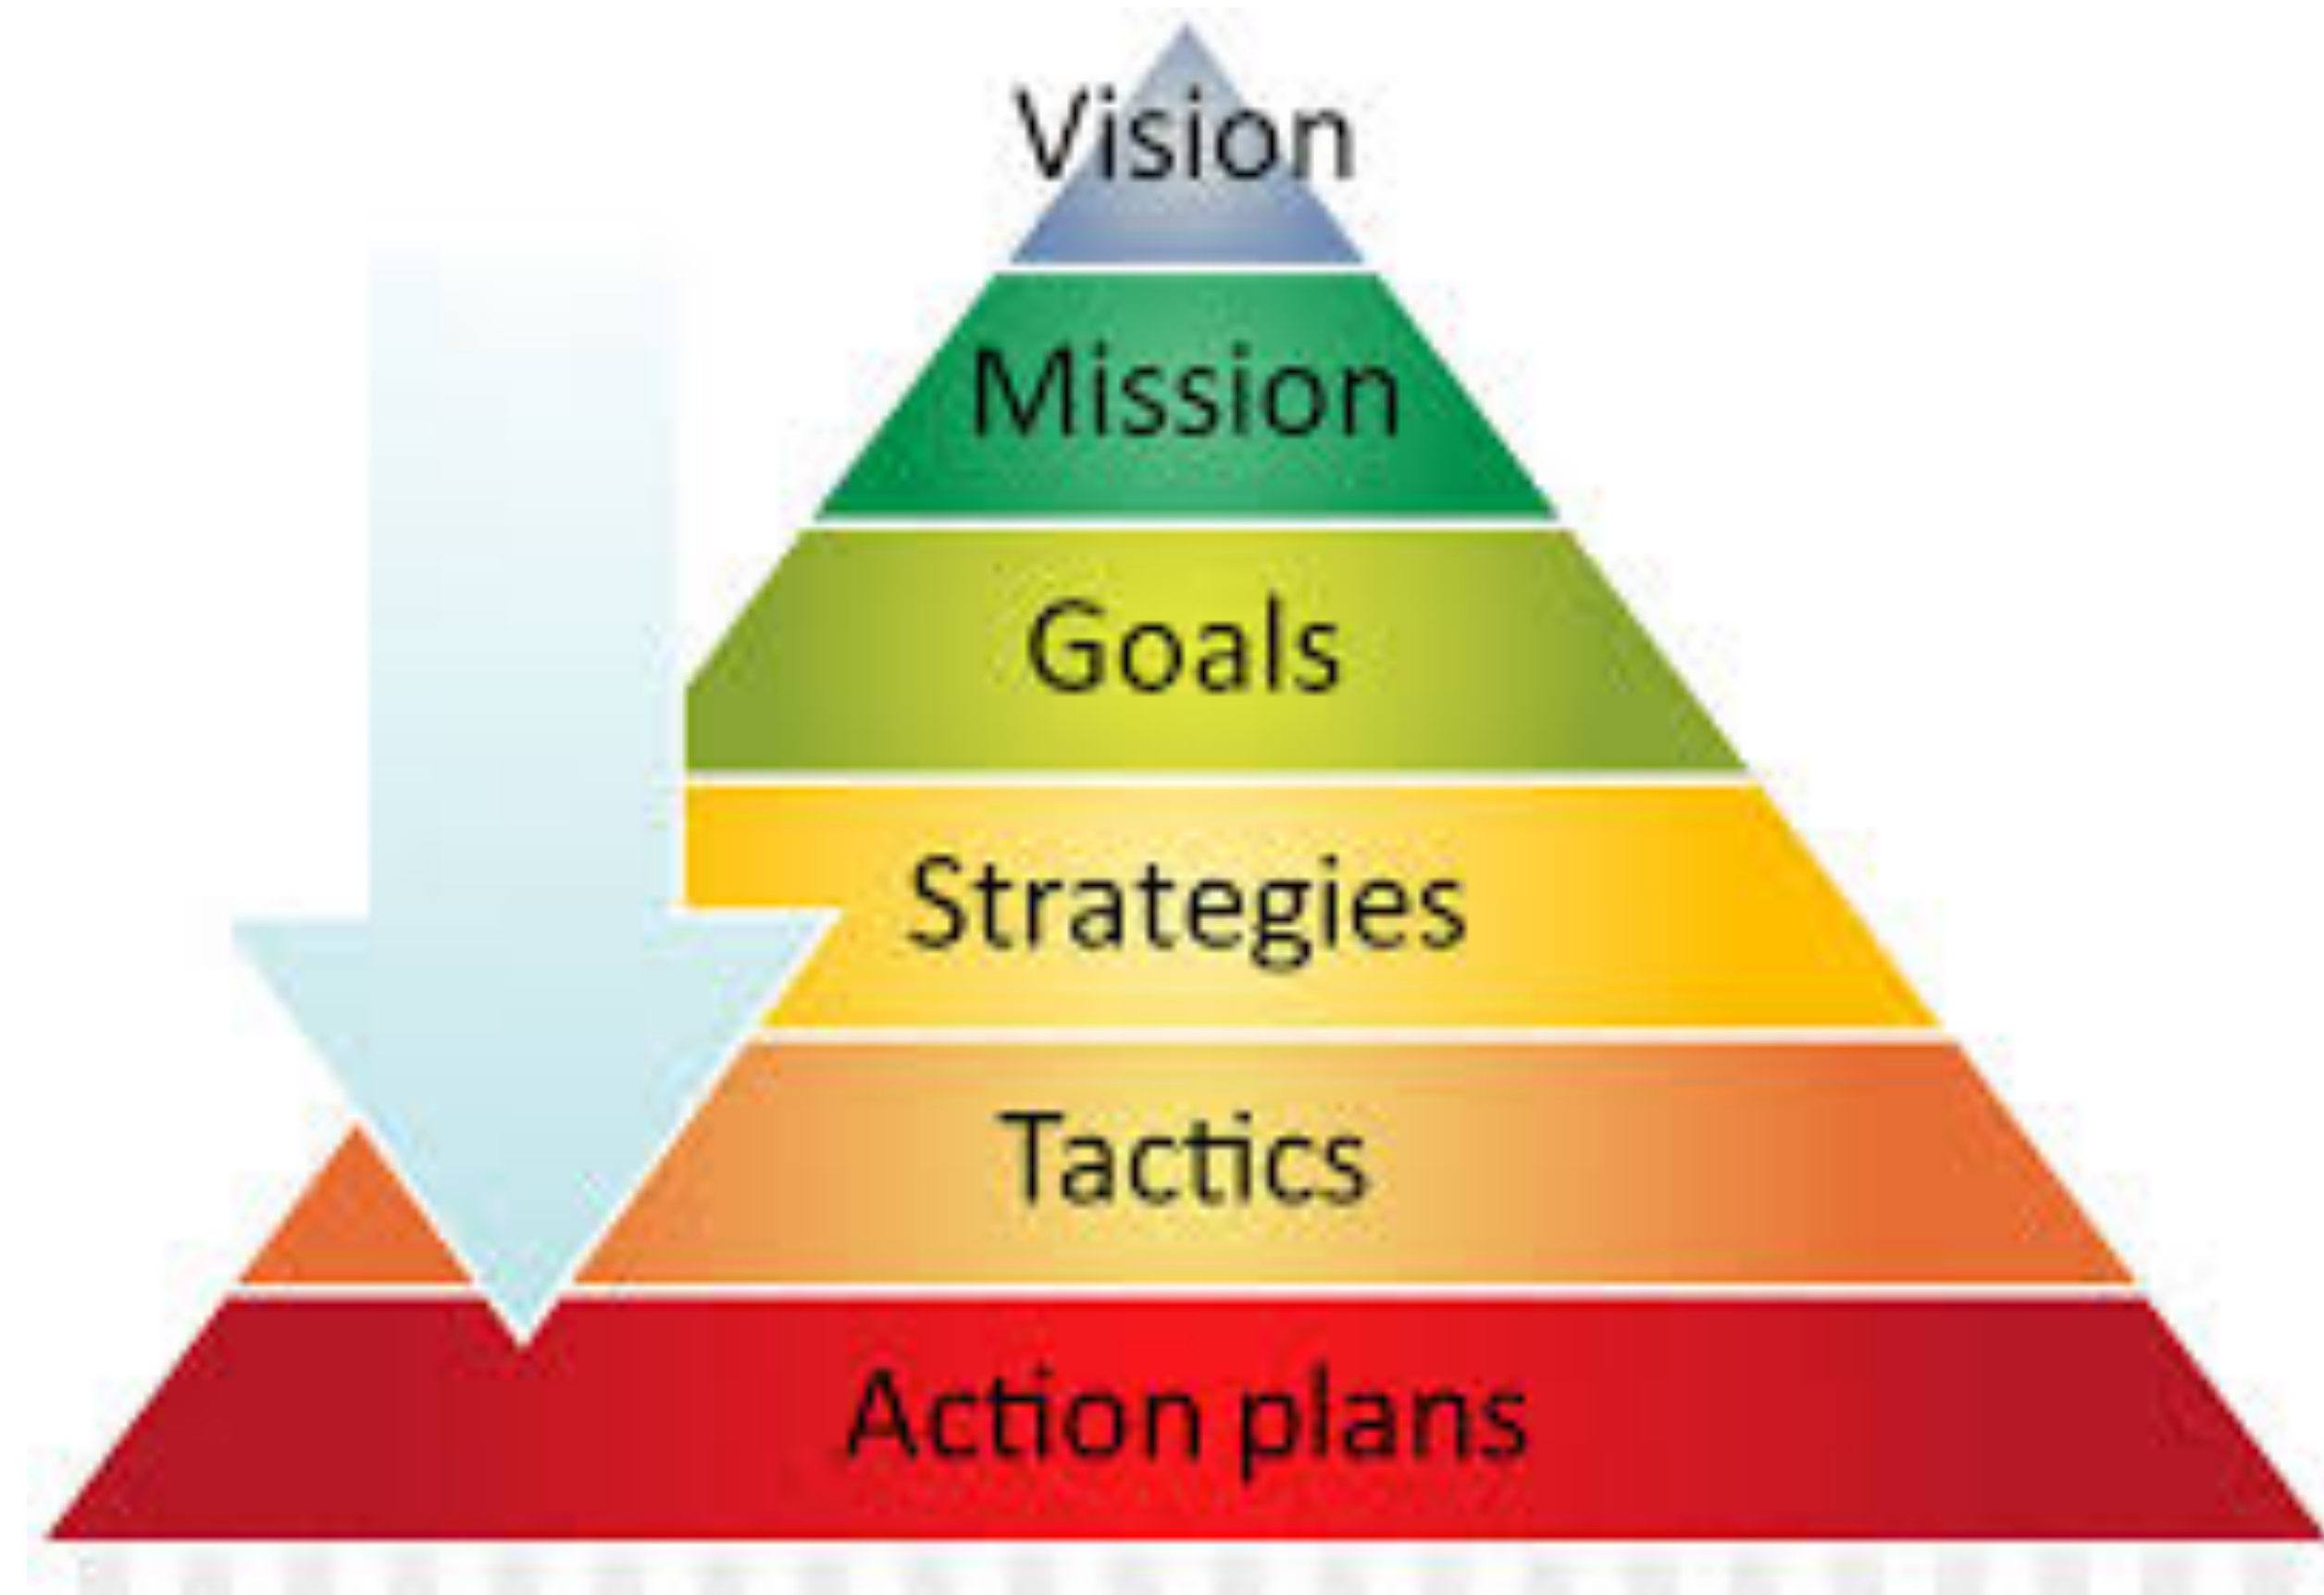 Vision
Mission
Goals
Strategies
Tactics
Action plans